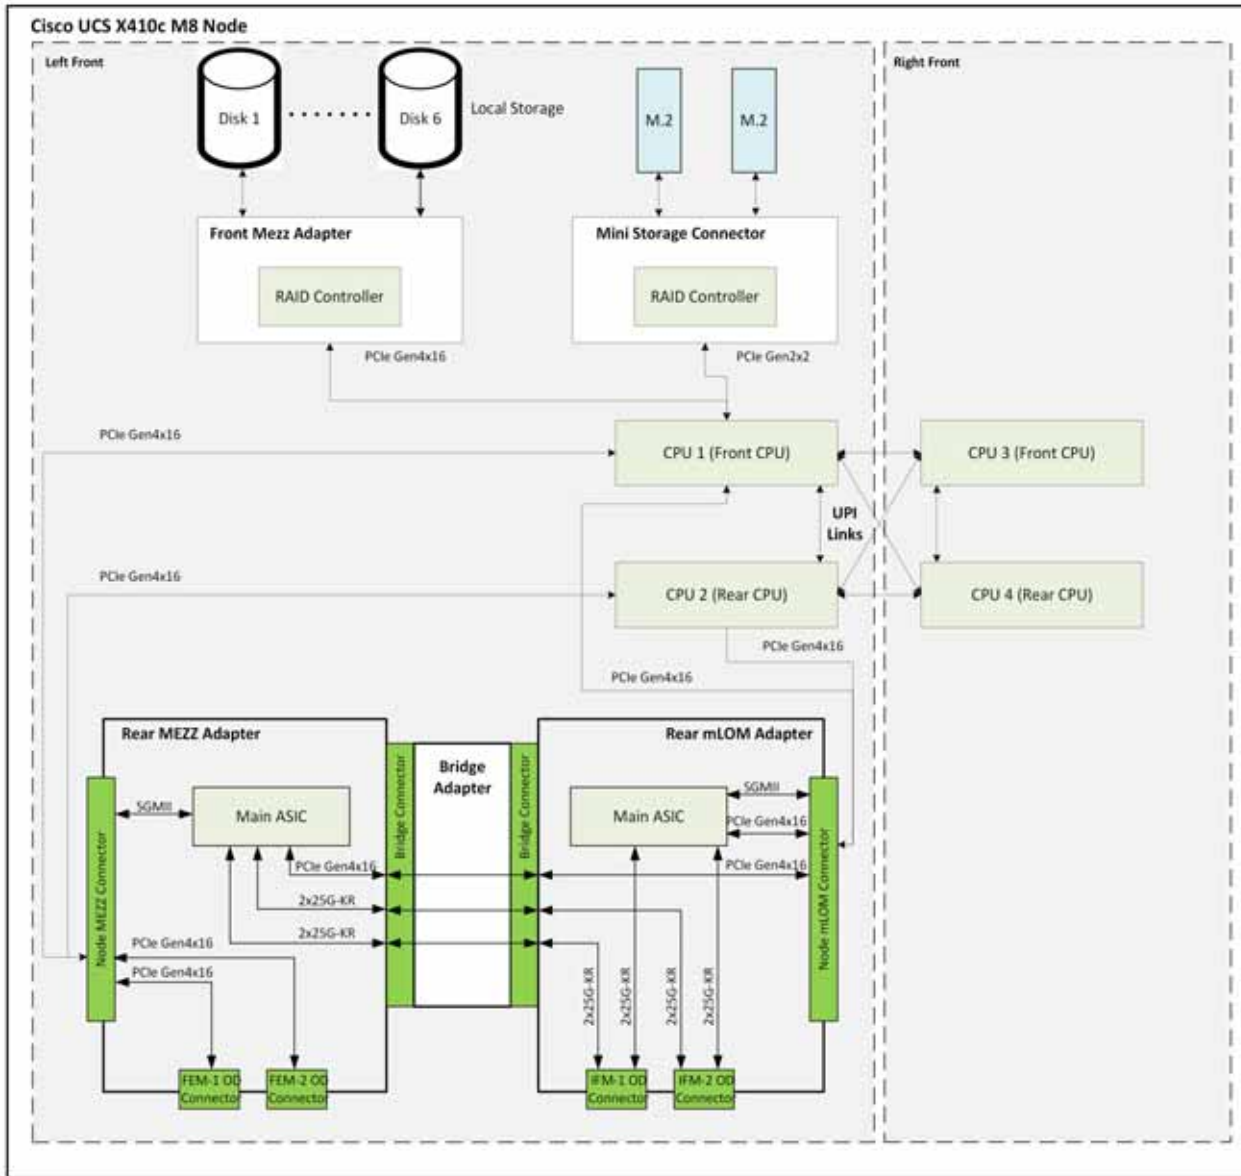 Cisco UCS X410c M8 Node
Left Front
Right Front
Disk 1
Disk 6
Local Storage
M.2
M.2
Front Mezz Adapter
RAID Controller
Mini Storage Connector
RAID Controller
PCIe Gen4x16
PCIe Gen2x2
PCIe Gen4x16
CPU 1 (Front CPU)
CPU 3 (Front CPU)
UPI
Links
PCIe Gen4x16
CPU 2 (Rear CPU)
CPU 4 (Rear CPU)
PCIe Gen4x16
PCIe Gen4x16
Rear MEZZ Adapter
Rear mLOM Adapter
Bridge
Adapter
Bridge Connector
Bridge Connector
Node MEZZ Connector
Node mLOM Connector
SGMII
Main ASIC
Main ASIC
SGMII
PCIe Gen4x16
PCIe Gen4x16
PCIe Gen4x16
2x25G-KR
2x25G-KR
PCIe Gen4x16
PCIe Gen4x16
2x25G-KR
2x25G-KR
2x25G-KR
2x25G-KR
FEM-1 OD
Connector
FEM-2 OD
Connector
IFM-1 OD
Connector
IFM-2 OD
Connector